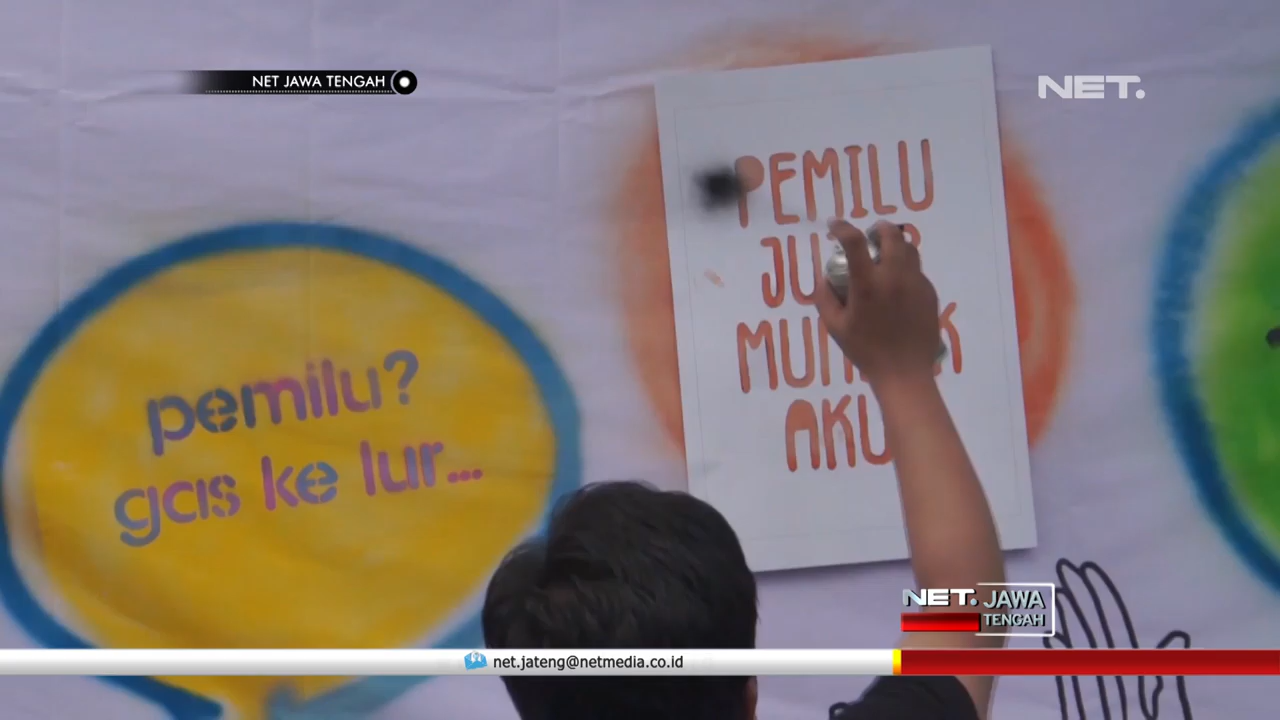 NET JAWA TENGAH
NET.
PEMILU
AKU
pemilu?
gas ke lur...
NET. JAWA
TENGAH
net.jateng@netmedia.co.id